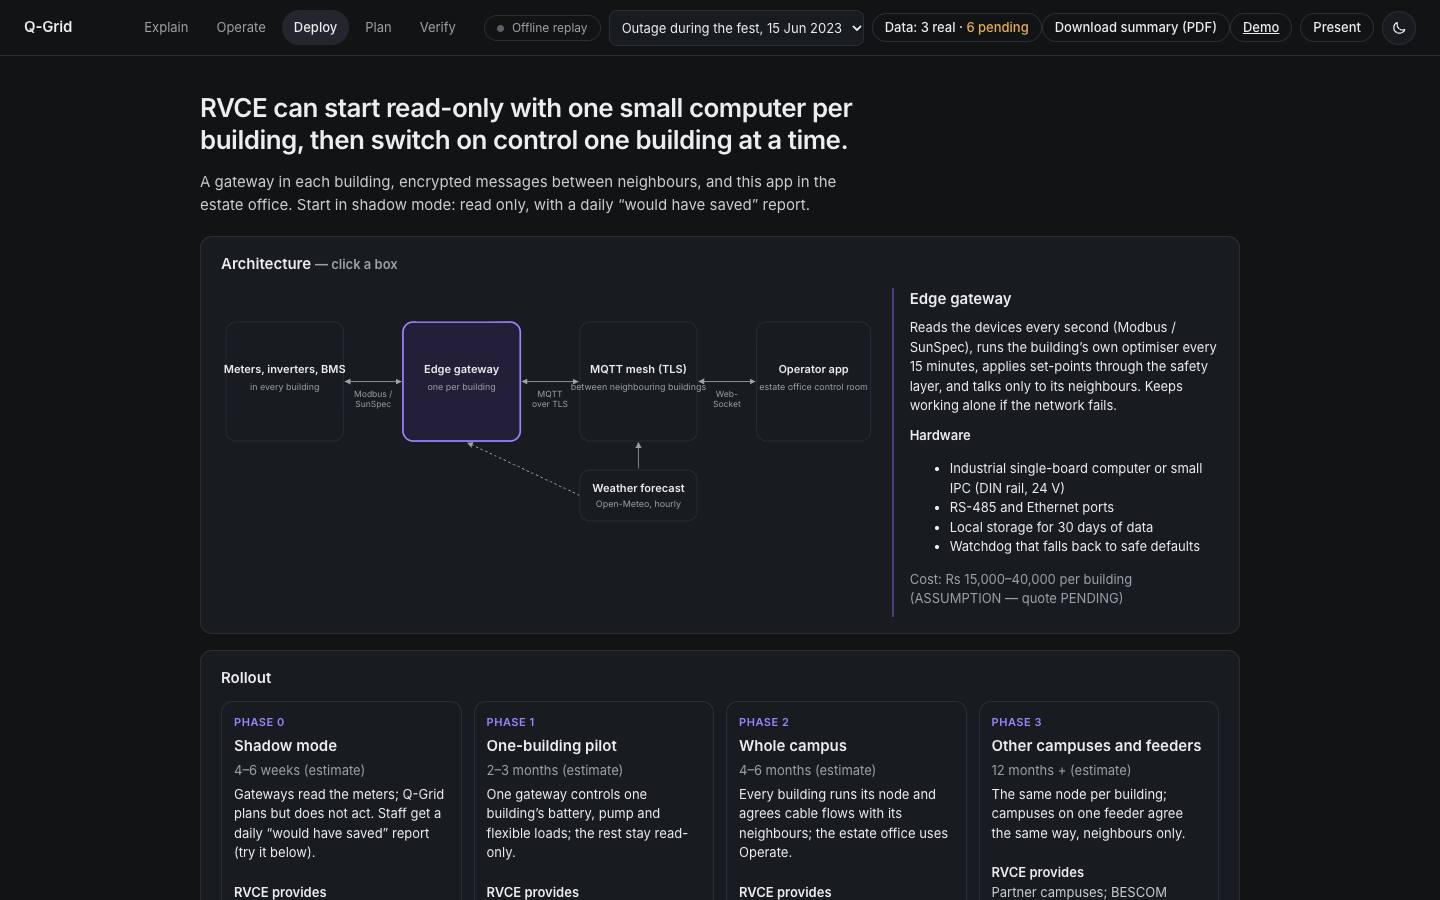 Q-Grid
Explain
Operate
Deploy
Plan
Verify
Offline replay
Outage during the fest, 15 Jun 2023
Data: 3 real · 6 pending
Download summary (PDF)
Demo
Present
RVCE can start read-only with one small computer per
building, then switch on control one building at a time.
A gateway in each building, encrypted messages between neighbours, and this app in the
estate office. Start in shadow mode: read only, with a daily “would have saved” report.
Architecture — click a box
Meters, inverters, BMS
in every building
Modbus /
SunSpec
Edge gateway
one per building
MQTT
over TLS
MQTT mesh (TLS)
between neighbouring buildings
Web-
Socket
Operator app
estate office control room
Weather forecast
Open-Meteo, hourly
Edge gateway
Reads the devices every second (Modbus /
SunSpec), runs the building’s own optimiser every
15 minutes, applies set-points through the safety
layer, and talks only to its neighbours. Keeps
working alone if the network fails.
Hardware
• Industrial single-board computer or small
IPC (DIN rail, 24 V)
• RS-485 and Ethernet ports
• Local storage for 30 days of data
• Watchdog that falls back to safe defaults
Cost: Rs 15,000–40,000 per building
(ASSUMPTION — quote PENDING)
Rollout
PHASE 0
Shadow mode
4–6 weeks (estimate)
Gateways read the meters; Q-Grid
plans but does not act. Staff get a
daily “would have saved” report
(try it below).
RVCE provides
PHASE 1
One-building pilot
2–3 months (estimate)
One gateway controls one
building’s battery, pump and
flexible loads; the rest stay read-
only.
RVCE provides
PHASE 2
Whole campus
4–6 months (estimate)
Every building runs its node and
agrees cable flows with its
neighbours; the estate office uses
Operate.
RVCE provides
PHASE 3
Other campuses and feeders
12 months + (estimate)
The same node per building;
campuses on one feeder agree
the same way, neighbours only.
RVCE provides
Partner campuses; BESCOM